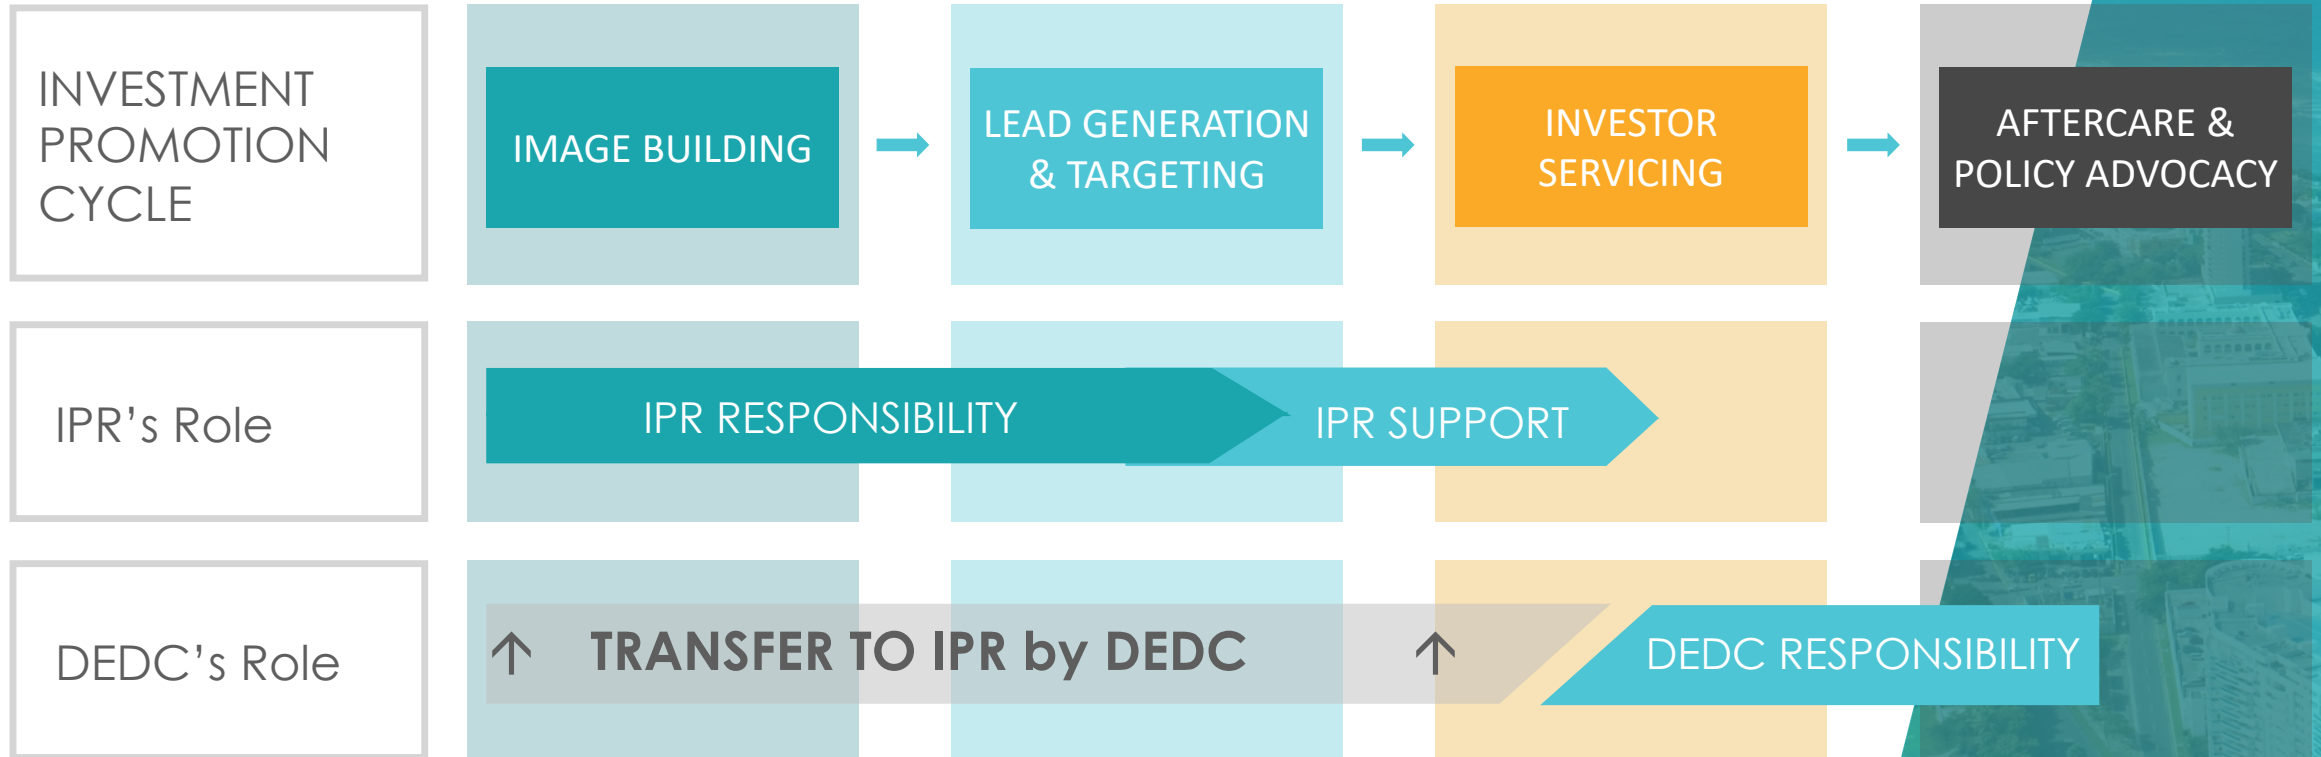 INVESTMENT
PROMOTION
CYCLE
IMAGE BUILDING
LEAD GENERATION
& TARGETING
INVESTOR
SERVICING
AFTERCARE &
POLICY ADVOCACY
IPR's Role
IPR RESPONSIBILITY
IPR SUPPORT
DEDC's Role
↑ TRANSFER TO IPR by DEDC ↑
DEDC RESPONSIBILITY